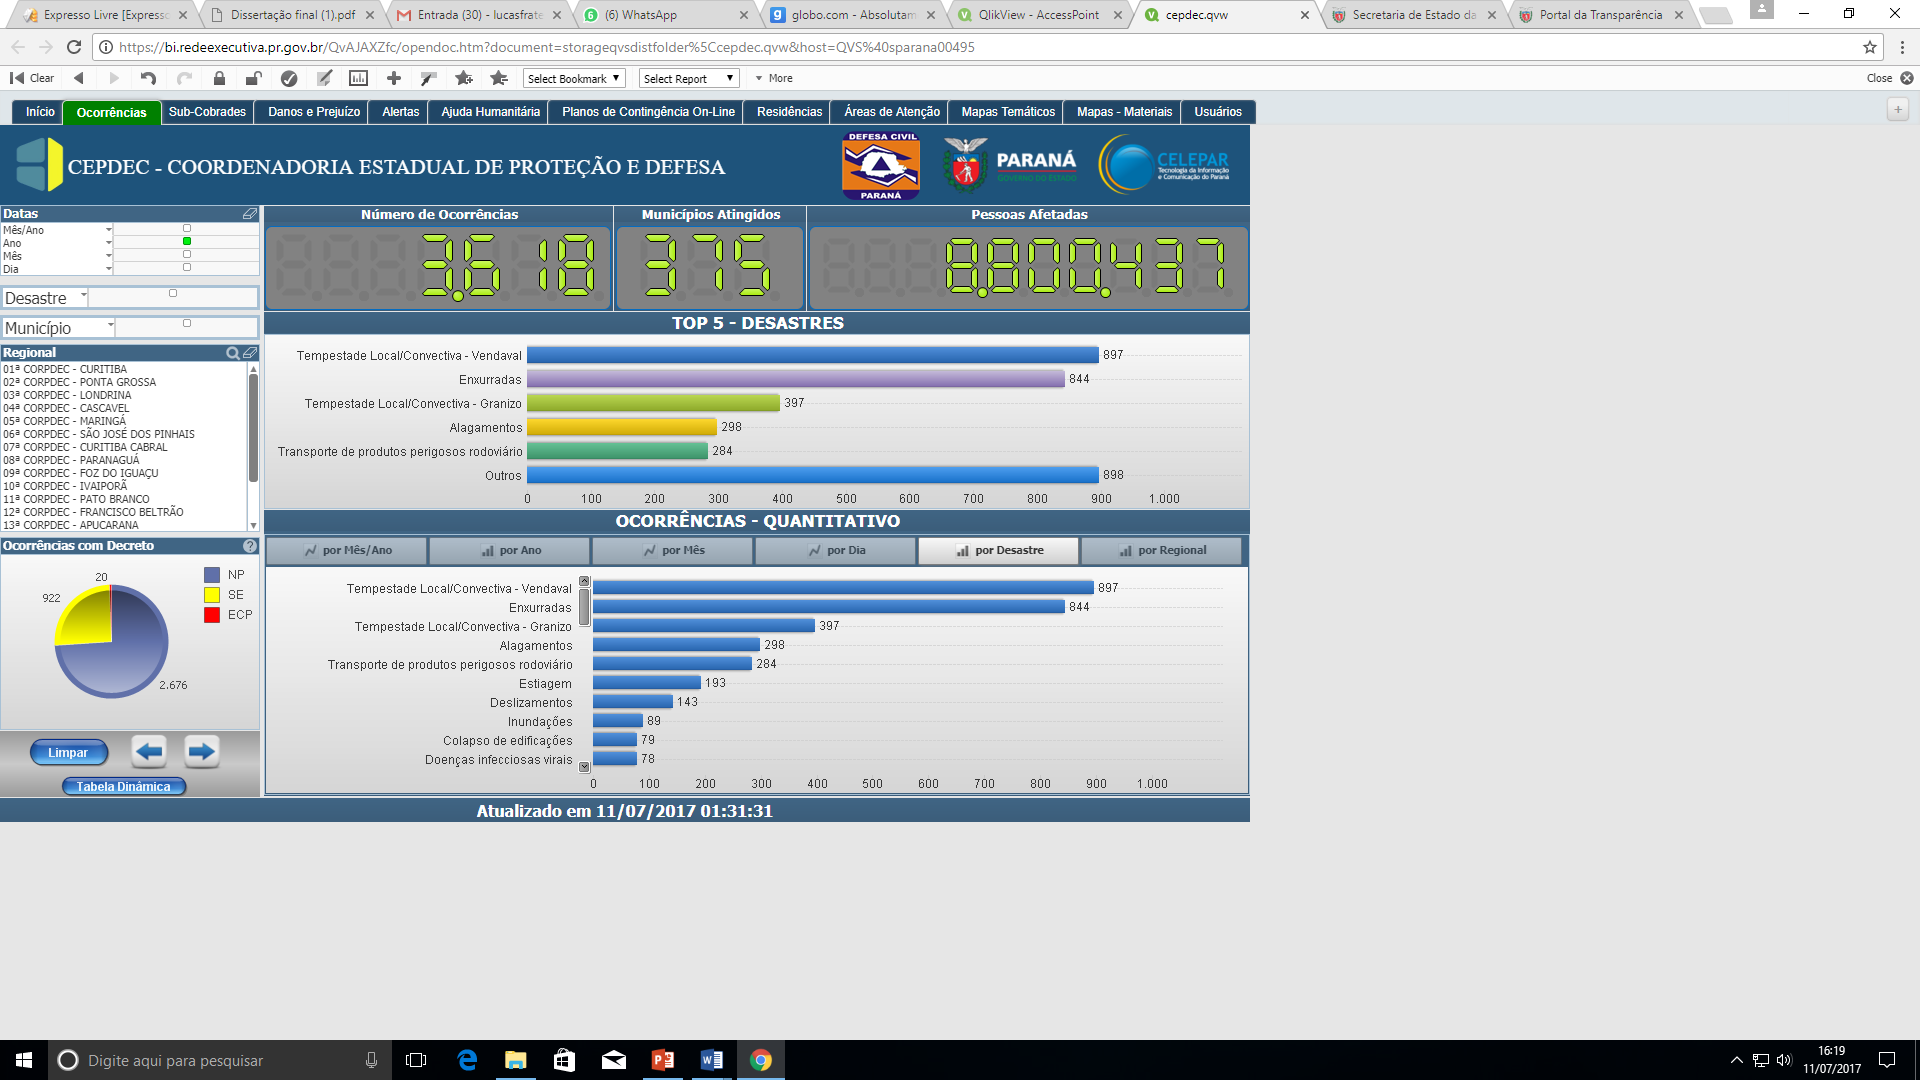 Expresso Livre [Expresso
Dissertação final (1).pdf
Entrada (30) - lucasfrate
(6) WhatsApp
globo.com - Absolutam
QlikView - AccessPoint
cepdec.qvw
Secretaria de Estado da
Portal da Transparência
https://bi.redeexecutiva.pr.gov.br/QvAJAXZfc/opendoc.htm?document=storageqvsdistfolder%5Ccepdec.qvw&host=QVS%40sparana00495
Clear
Select Bookmark
Select Report
More
Close
Início
Ocorrências
Sub-Cobrades
Danos e Prejuízo
Alertas
Ajuda Humanitária
Planos de Contingência On-Line
Residências
Áreas de Atenção
Mapas Temáticos
Mapas - Materiais
Usuários
CEPDEC - COORDENADORIA ESTADUAL DE PROTEÇÃO E DEFESA
DEFESA CIVIL
PARANÁ
PARANÁ
GOVERNO DO ESTADO
CELEPAR
Tecnologia da Informação
e Comunicação do Paraná
Datas
Mês/Ano
Ano
Mês
Dia
Desastre
Município
Regional
01ª CORPDEC - CURITIBA
02ª CORPDEC - PONTA GROSSA
03ª CORPDEC - LONDRINA
04ª CORPDEC - CASCAVEL
05ª CORPDEC - MARINGÁ
06ª CORPDEC - SÃO JOSÉ DOS PINHAIS
07ª CORPDEC - CURITIBA CABRAL
08ª CORPDEC - PARANAGUÁ
09ª CORPDEC - FOZ DO IGUAÇU
10ª CORPDEC - IVAIPORÃ
11ª CORPDEC - PATO BRANCO
12ª CORPDEC - FRANCISCO BELTRÃO
13ª CORPDEC - APUCARANA
Ocorrências com Decreto
20
922
2.676
NP
SE
ECP
Limpar
Tabela Dinâmica
Número de Ocorrências
3.618
Municípios Atingidos
375
Pessoas Afetadas
8.800.437
TOP 5 - DESASTRES
Tempestade Local/Convectiva - Vendaval 897
Enxurradas 844
Tempestade Local/Convectiva - Granizo 397
Alagamentos 298
Transporte de produtos perigosos rodoviário 284
Outros 898
0 100 200 300 400 500 600 700 800 900 1.000
OCORRÊNCIAS - QUANTITATIVO
por Mês/Ano
por Ano
por Mês
por Dia
por Desastre
por Regional
Tempestade Local/Convectiva - Vendaval 897
Enxurradas 844
Tempestade Local/Convectiva - Granizo 397
Alagamentos 298
Transporte de produtos perigosos rodoviário 284
Estiagem 193
Deslizamentos 143
Inundações 89
Colapso de edificações 79
Doenças infecciosas virais 78
0 100 200 300 400 500 600 700 800 900 1.000
Atualizado em 11/07/2017 01:31:31
Digite aqui para pesquisar
16:19
11/07/2017